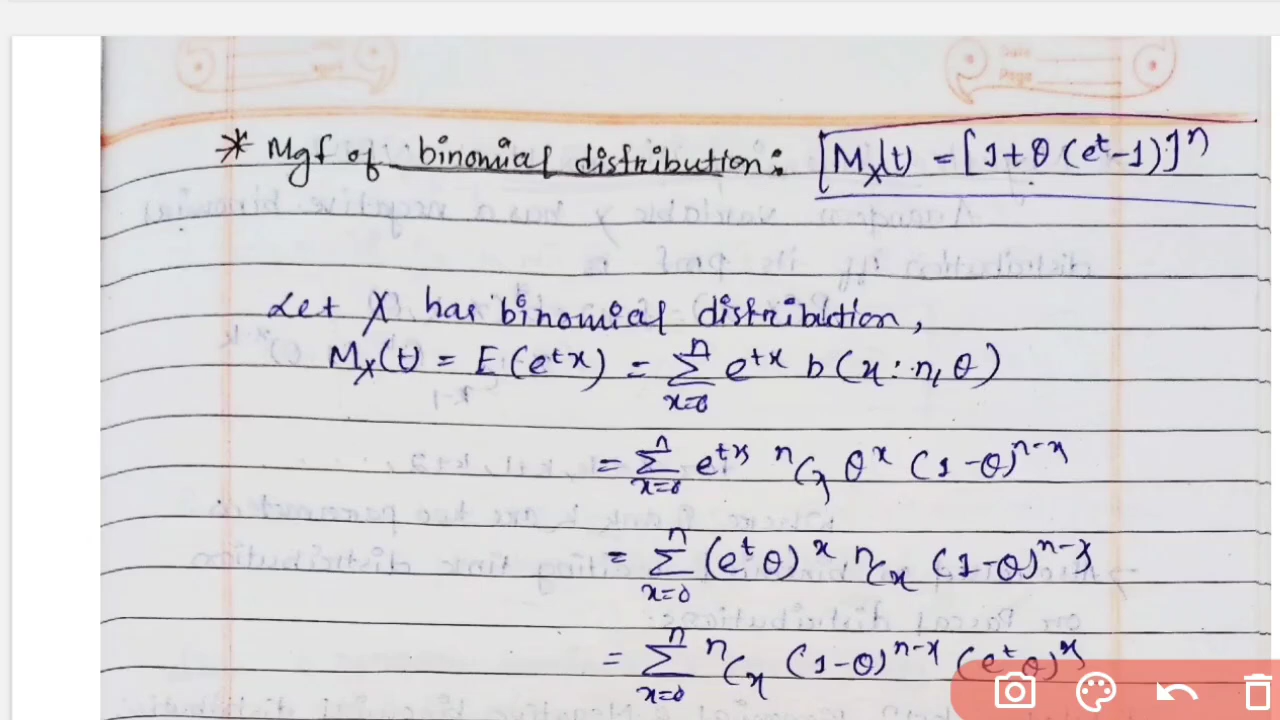 * Mgf of binomial distribution: [M_X(t) = [1+θ(e^t-1)]^n
Let X has binomial distribution,
M_X(t) = E(e^{tx}) = Σ_{x=0}^{n} e^{tx} b(x: n, θ)
= Σ_{x=0}^{n} e^{tx} ^nC_x θ^x (1-θ)^{n-x}
= Σ_{x=0}^{n} (e^t θ)^x ^nC_x (1-θ)^{n-x}
= Σ_{x=0}^{n} ^nC_x (1-θ)^{n-x} (e^t θ)^x